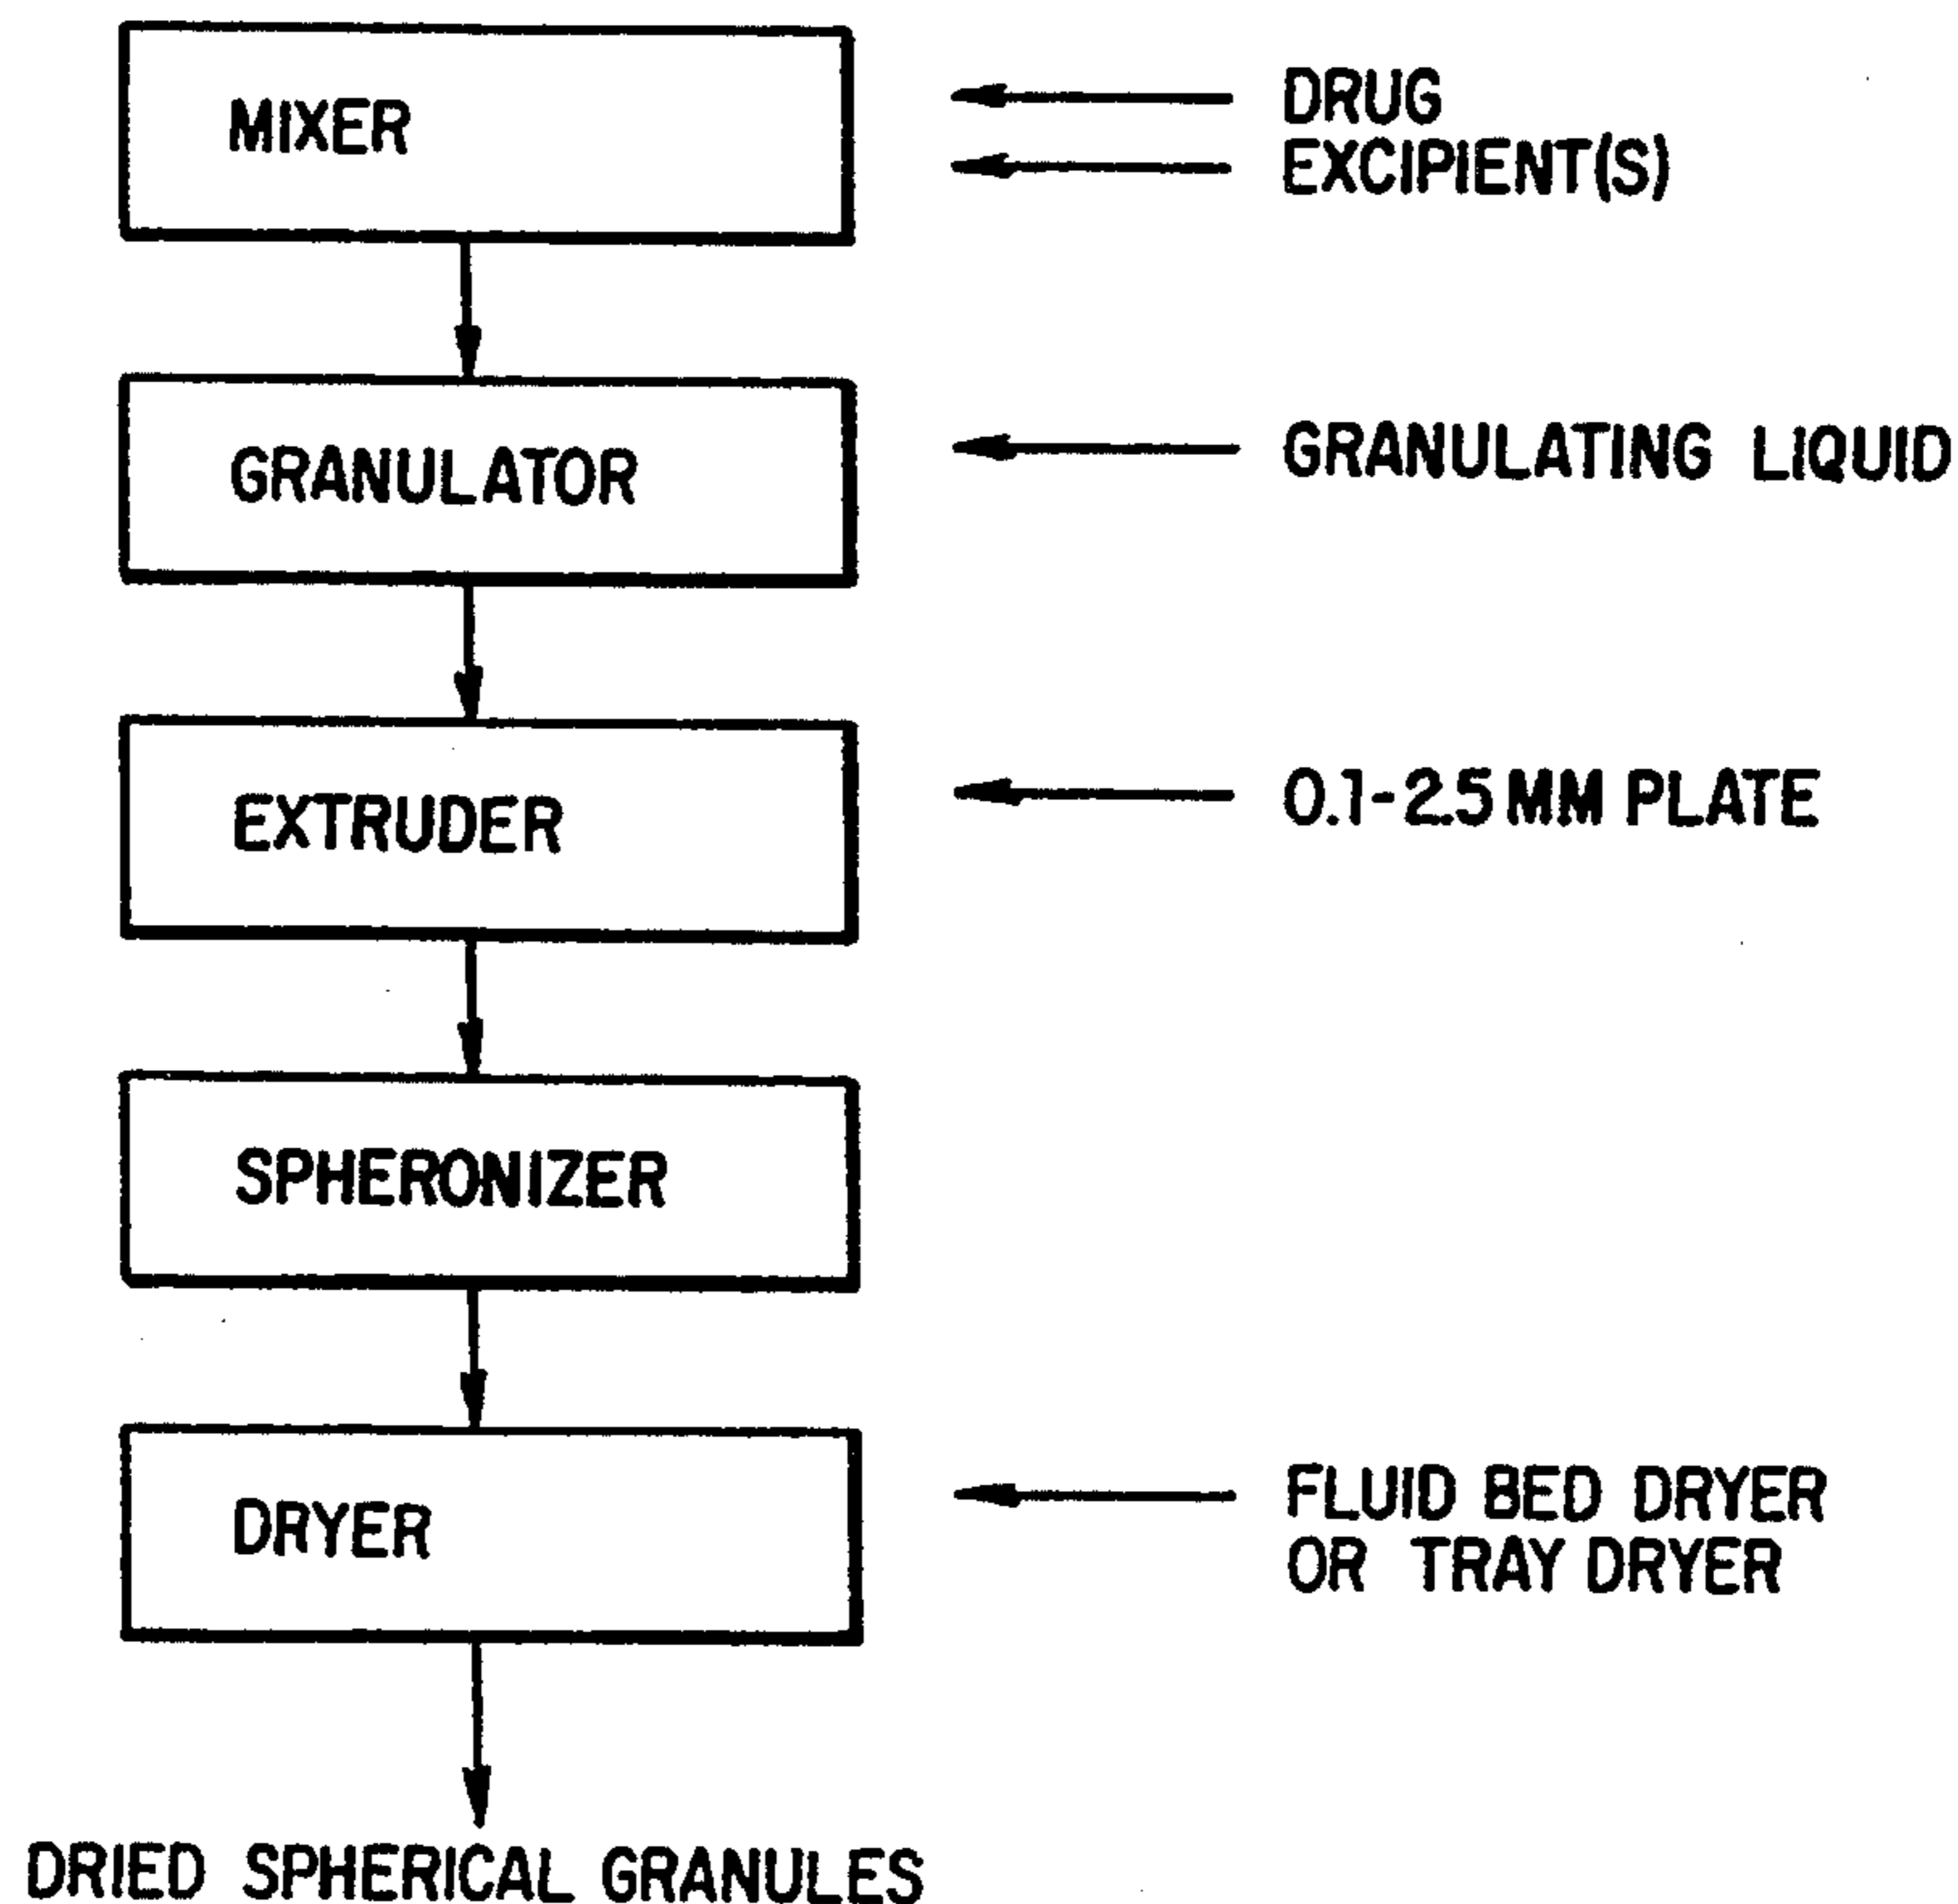 MIXER
DRUG
EXCIPIENT(S)
GRANULATOR
GRANULATING LIQUID
EXTRUDER
0.1-2.5 MM PLATE
SPHERONIZER
DRYER
FLUID BED DRYER
OR TRAY DRYER
DRIED SPHERICAL GRANULES